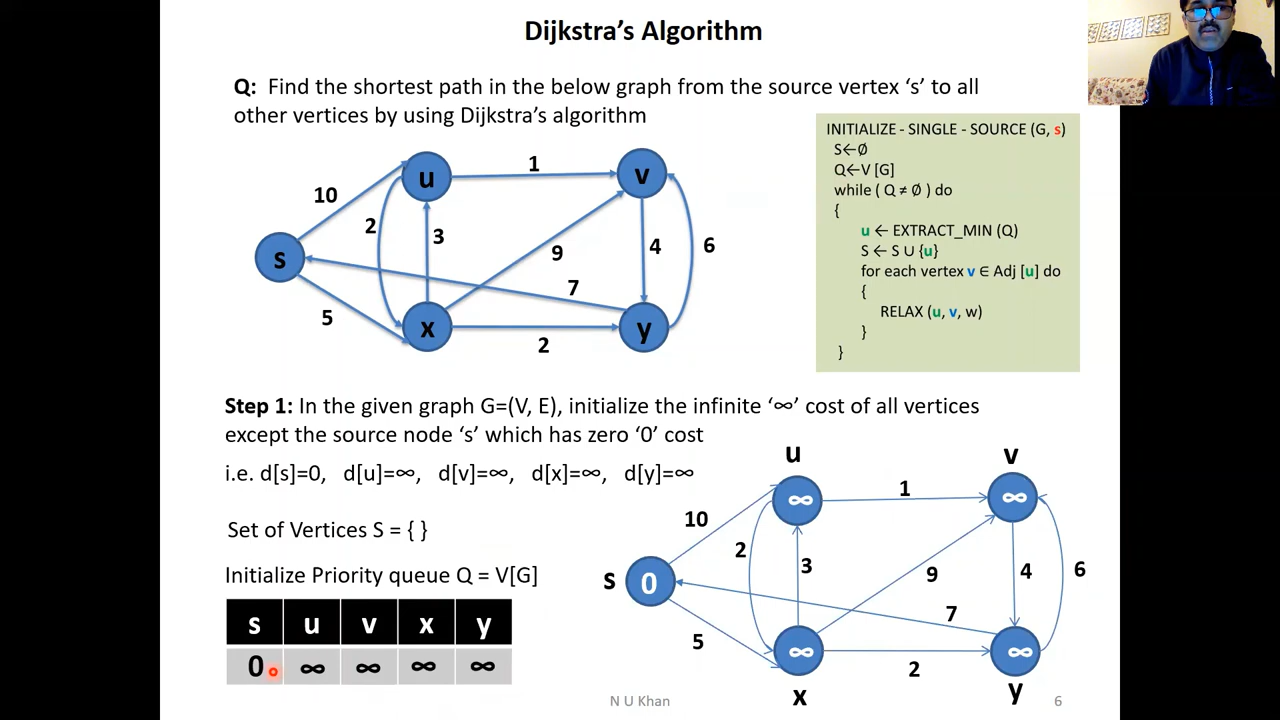 Dijkstra's Algorithm
Q: Find the shortest path in the below graph from the source vertex 's' to all
other vertices by using Dijkstra's algorithm
INITIALIZE - SINGLE - SOURCE (G, s)
S←Ø
Q←V [G]
while ( Q ≠ Ø ) do
{
u ← EXTRACT_MIN (Q)
S ← S ∪ {u}
for each vertex v ∈ Adj [u] do
{
RELAX (u, v, w)
}
}
u
v
s
x
y
10
1
2
3
9
4
6
7
5
2
Step 1: In the given graph G=(V, E), initialize the infinite '∞' cost of all vertices
except the source node 's' which has zero '0' cost
i.e. d[s]=0, d[u]=∞, d[v]=∞, d[x]=∞, d[y]=∞
Set of Vertices S = { }
Initialize Priority queue Q = V[G]
s u v x y
0 ∞ ∞ ∞ ∞
u
v
∞
∞
1
10
2
3
9
4
6
s
0
7
5
∞
∞
2
x
y
N U Khan
6